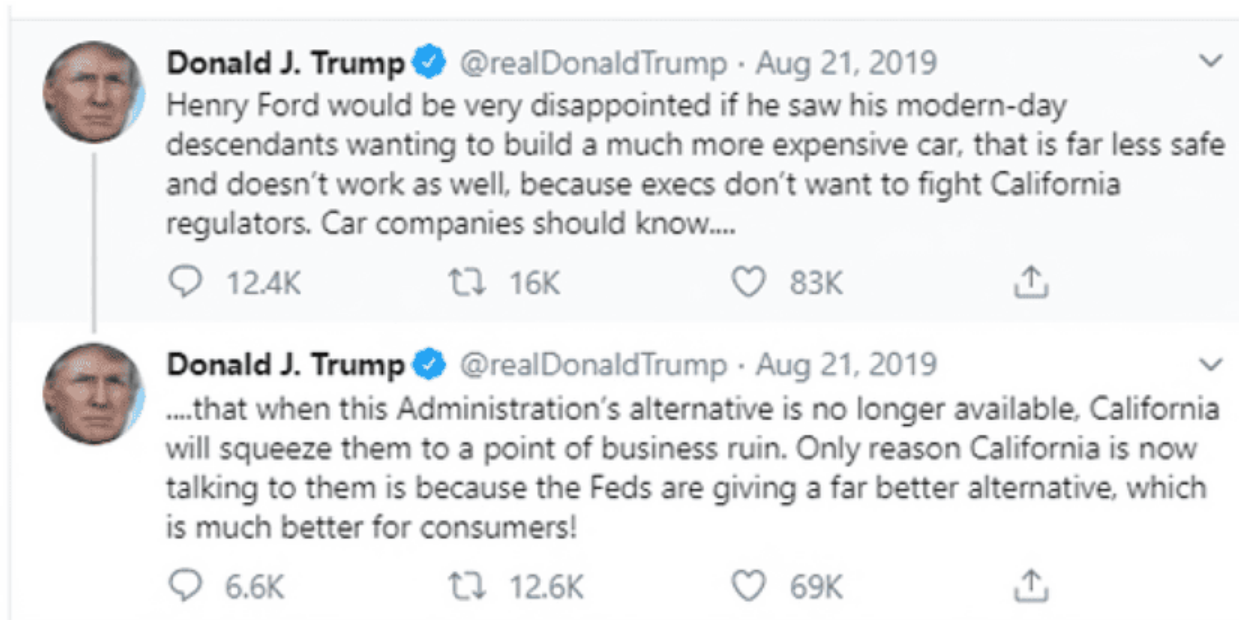 Donald J. Trump @realDonaldTrump · Aug 21, 2019
Henry Ford would be very disappointed if he saw his modern-day
descendants wanting to build a much more expensive car, that is far less safe
and doesn't work as well, because execs don't want to fight California
regulators. Car companies should know....
12.4K 16K 83K
Donald J. Trump @realDonaldTrump · Aug 21, 2019
....that when this Administration's alternative is no longer available, California
will squeeze them to a point of business ruin. Only reason California is now
talking to them is because the Feds are giving a far better alternative, which
is much better for consumers!
6.6K 12.6K 69K